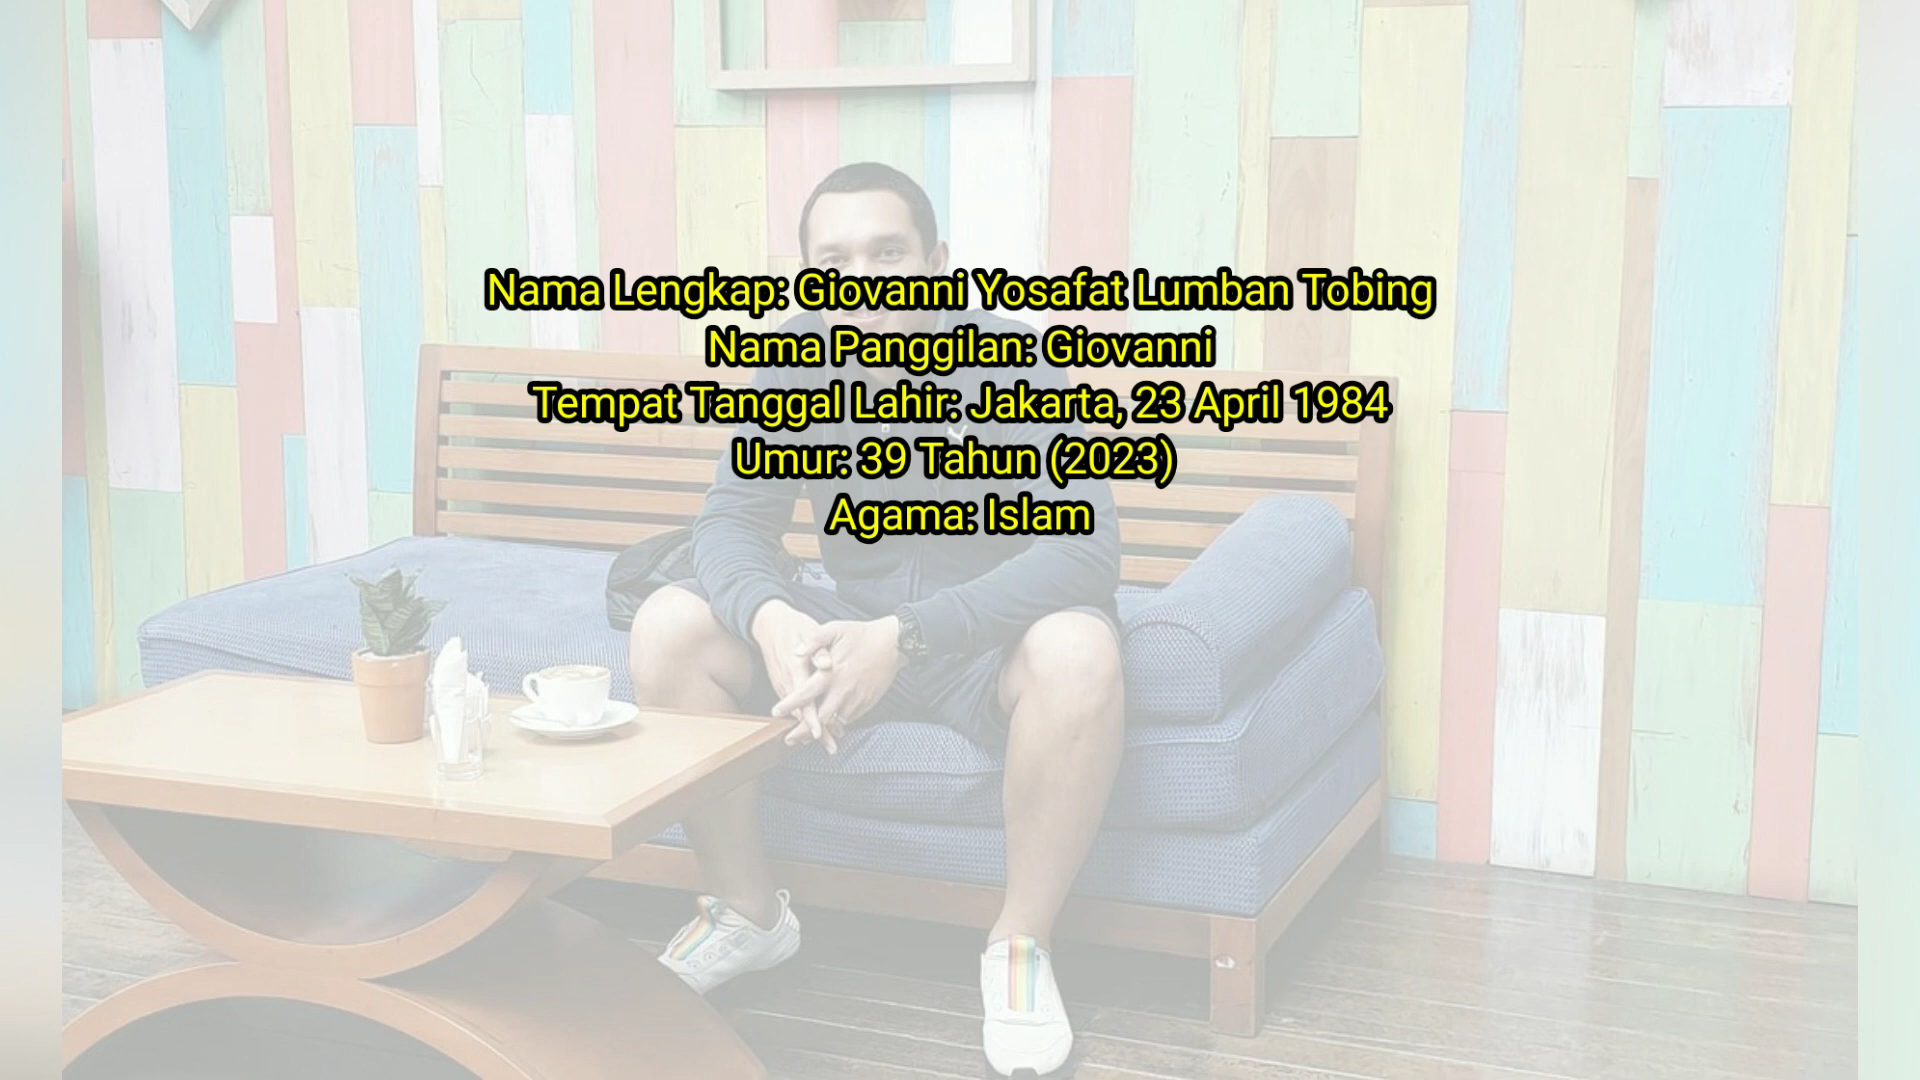 Nama Lengkap: Giovanni Yosafat Lumban Tobing
Nama Panggilan: Giovanni
Tempat Tanggal Lahir: Jakarta, 23 April 1984
Umur: 39 Tahun (2023)
Agama: Islam